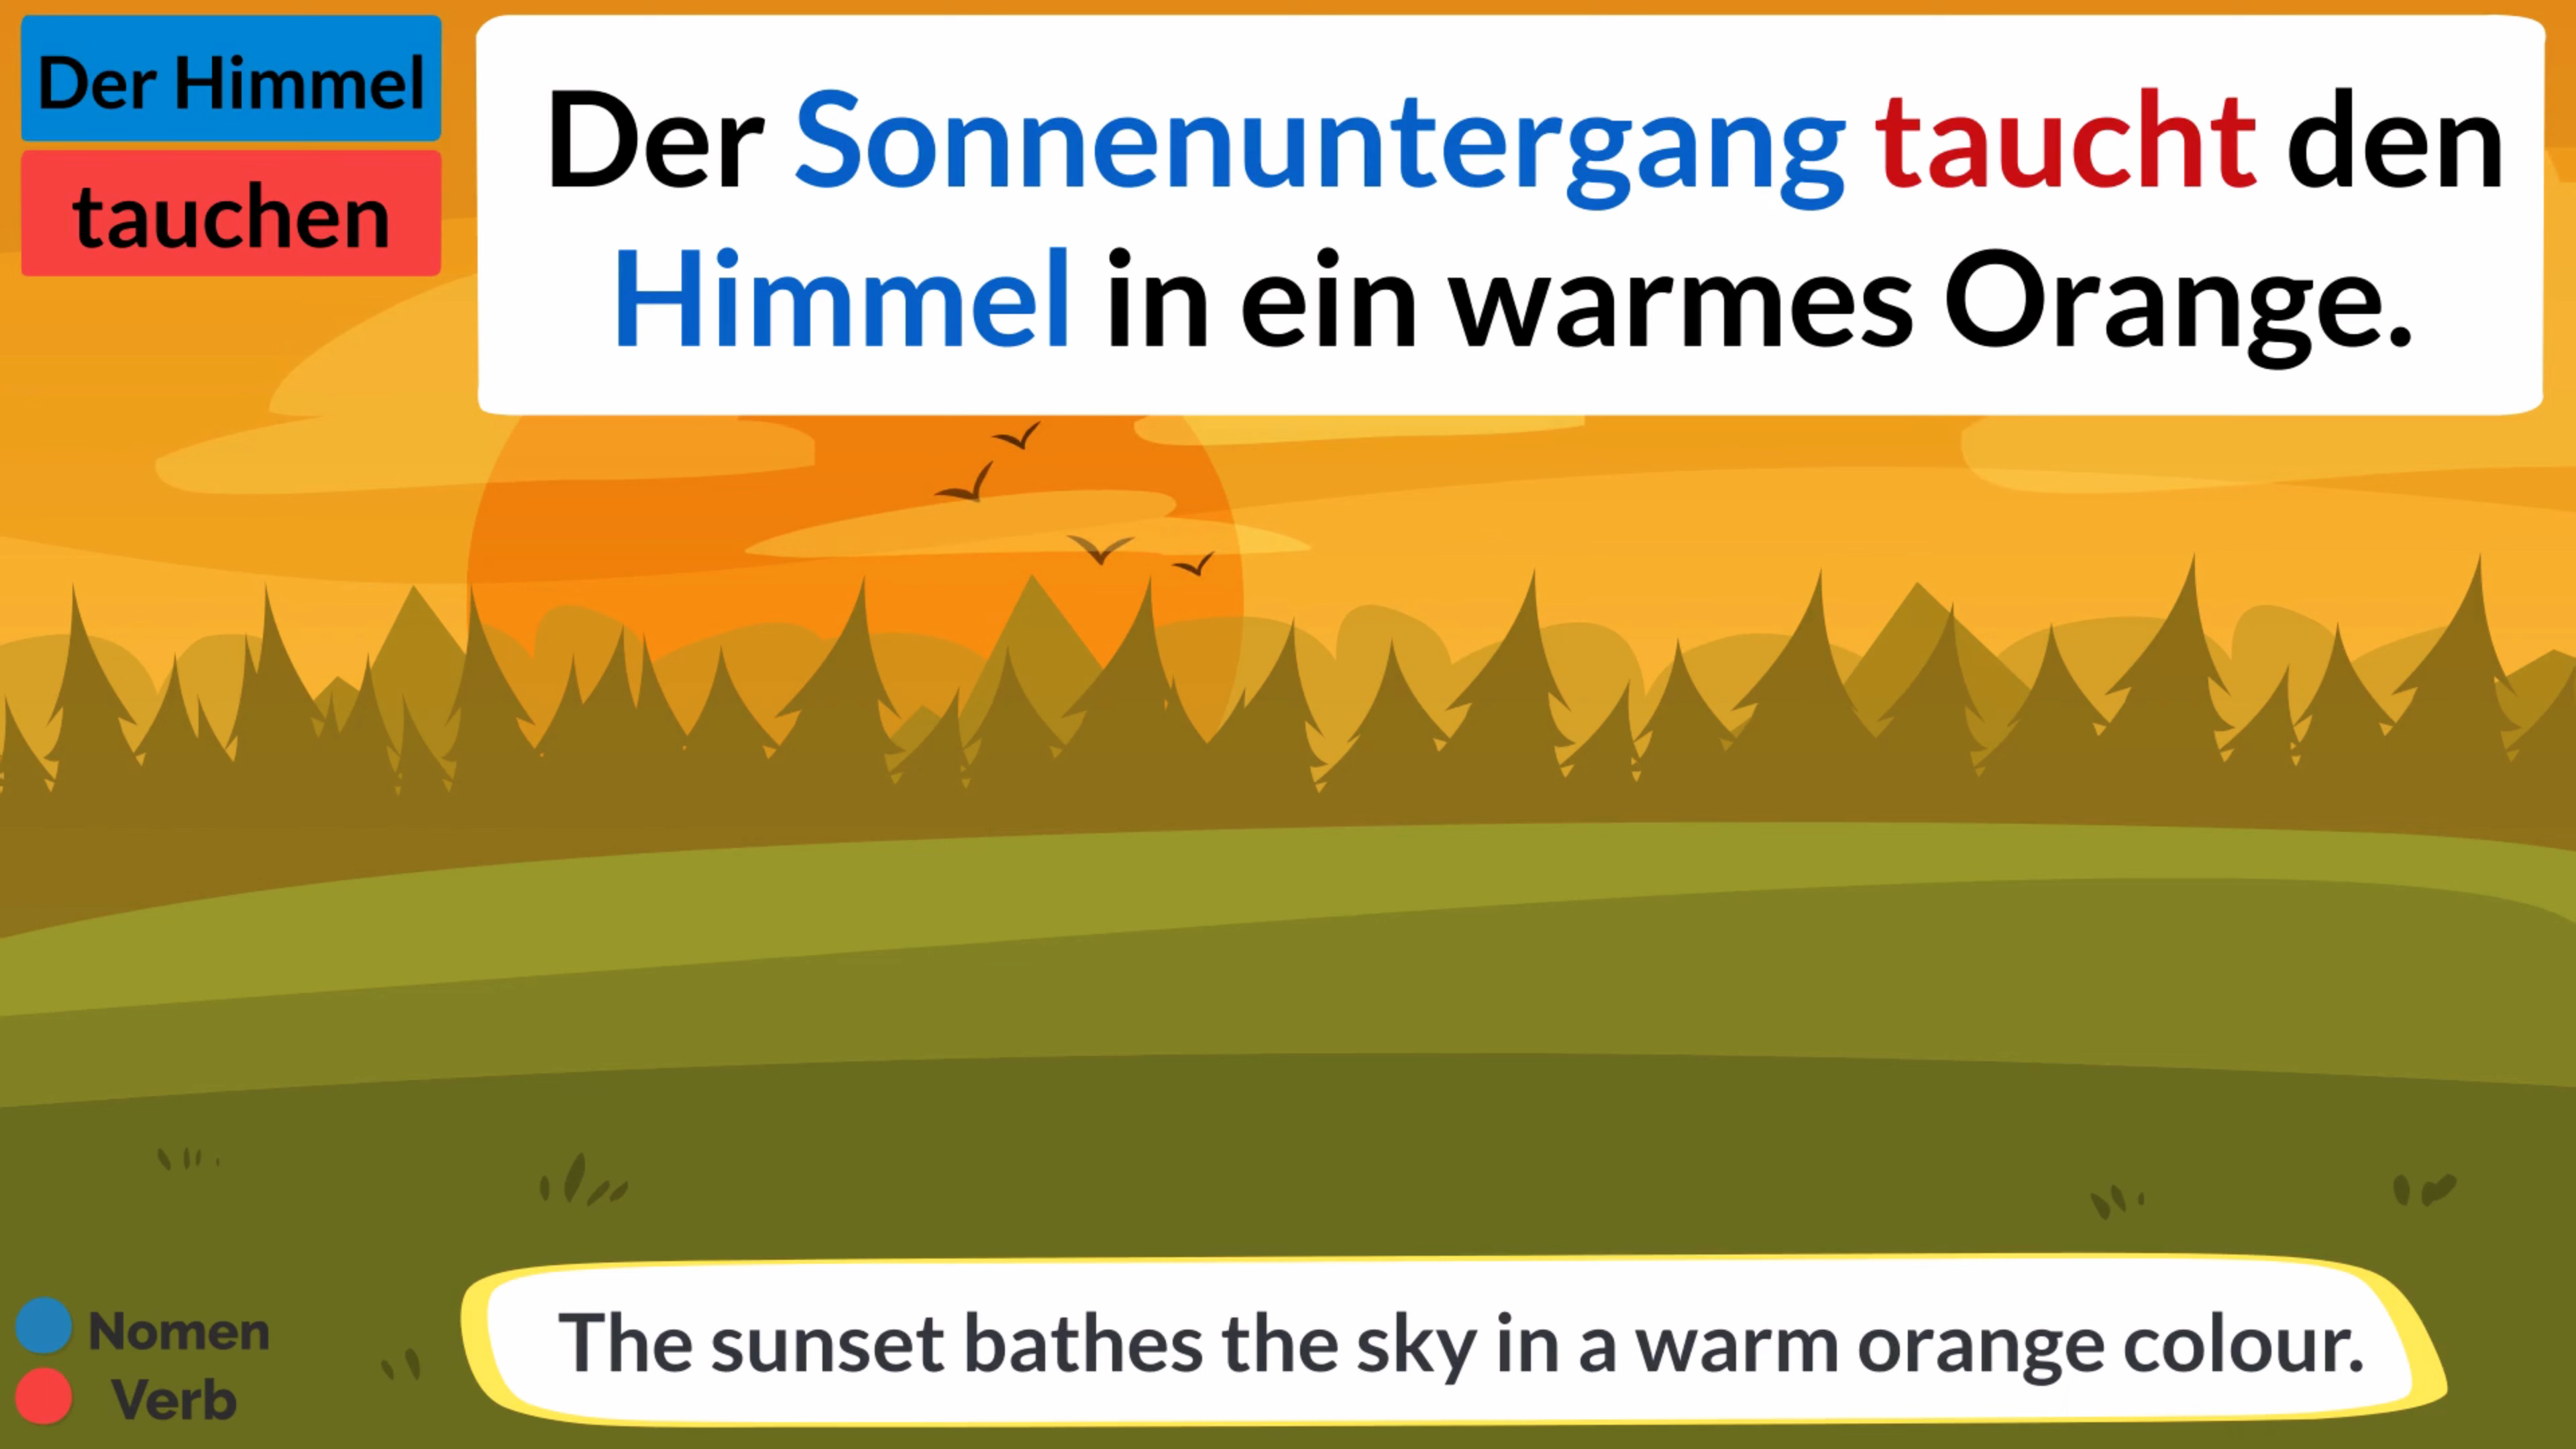 Der Himmel
tauchen
Der Sonnenuntergang taucht den
Himmel in ein warmes Orange.
The sunset bathes the sky in a warm orange colour.
Nomen
Verb